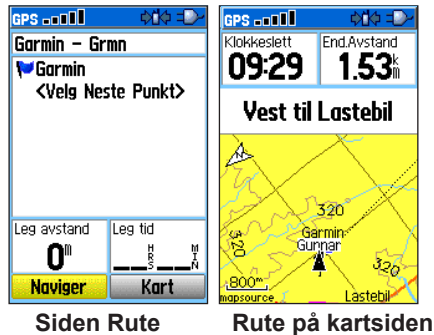 GPS
Garmin - Grmn
Garmin
<Velg Neste Punkt>
Leg avstand
0m
Leg tid
HRS
MIN
Naviger
Kart
Siden Rute
GPS
Klokkeslett
09:29
End.Avstand
1.53km
Vest til Lastebil
320
Garmin
Gunnar
320
320
800m
mapsource
Lastebil
Rute på kartsiden